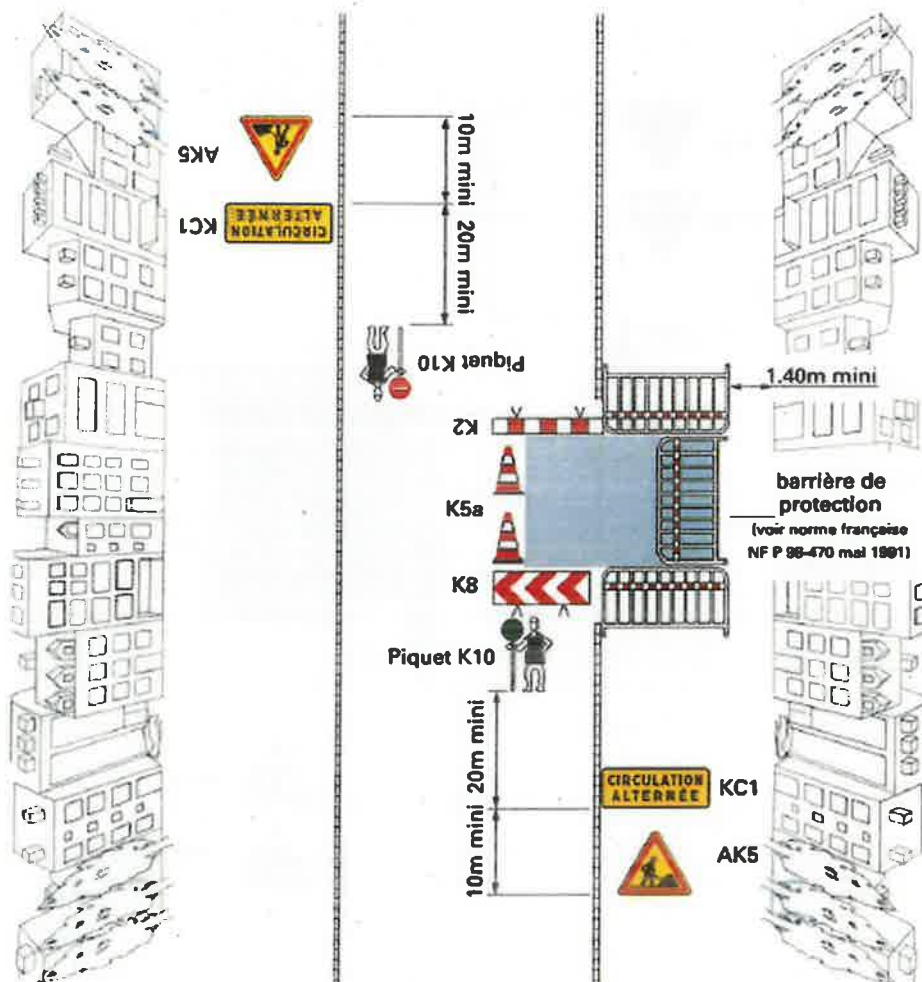 AK5
10m mini
KC1
CIRCULATION
ALTERNÉE
20m mini
Piquet K10
1.40m mini
K2
K5a
barrière de
protection
(voir norme française
NF P 98-470 mai 1991)
K8
Piquet K10
20m mini
CIRCULATION
ALTERNÉE
KC1
10m mini
AK5